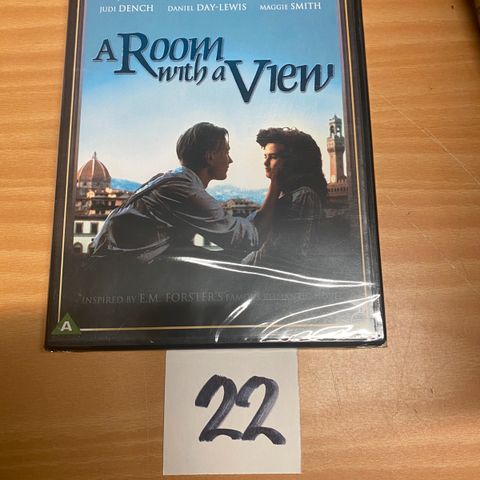 JUDI DENCH DANIEL DAY-LEWIS MAGGIE SMITH
A ROOM
with a VIEW
INSPIRED BY E.M. FORSTER'S
A
22